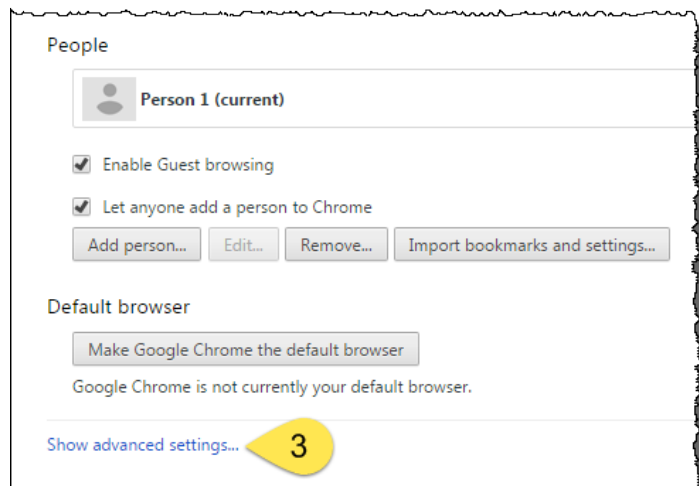 People
Person 1 (current)
Enable Guest browsing
Let anyone add a person to Chrome
Add person... Edit... Remove... Import bookmarks and settings...
Default browser
Make Google Chrome the default browser
Google Chrome is not currently your default browser.
Show advanced settings... 3